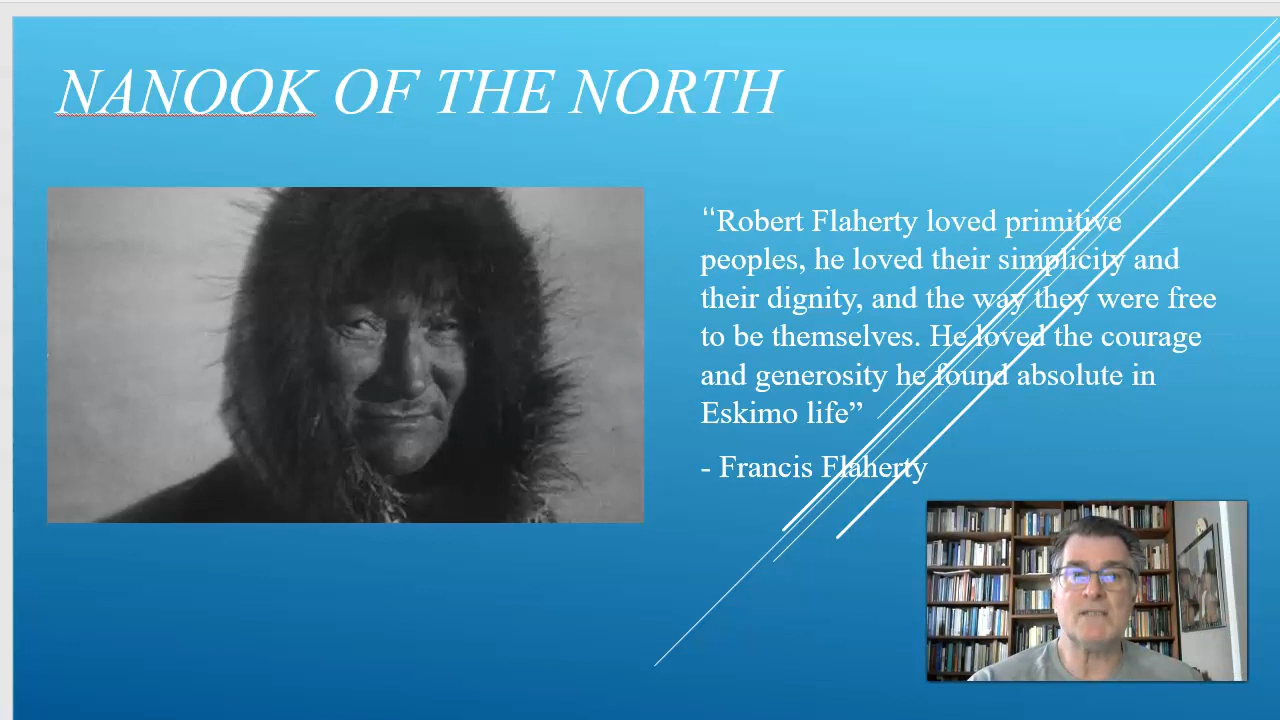 NANOOK OF THE NORTH
“Robert Flaherty loved primitive
peoples, he loved their simplicity and
their dignity, and the way they were free
to be themselves. He loved the courage
and generosity he found absolute in
Eskimo life”
- Francis Flaherty